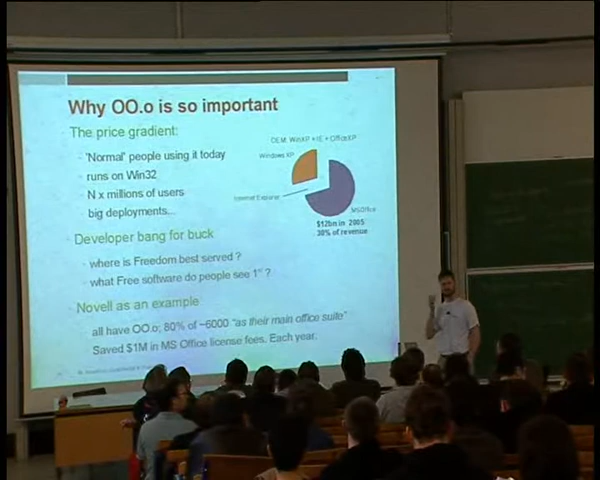 Why OO.o is so important
The price gradient:
'Normal' people using it today
runs on Win32
N x millions of users
big deployments...
OEM: WinXP + IE + OfficeXP
Windows XP
Internet Explorer
MS Office
$12bn in 2005
30% of revenue
Developer bang for buck
where is Freedom best served ?
what Free software do people see 1st ?
Novell as an example
all have OO.o; 80% of ~6000 "as their main office suite"
Saved $1M in MS Office license fees. Each year.